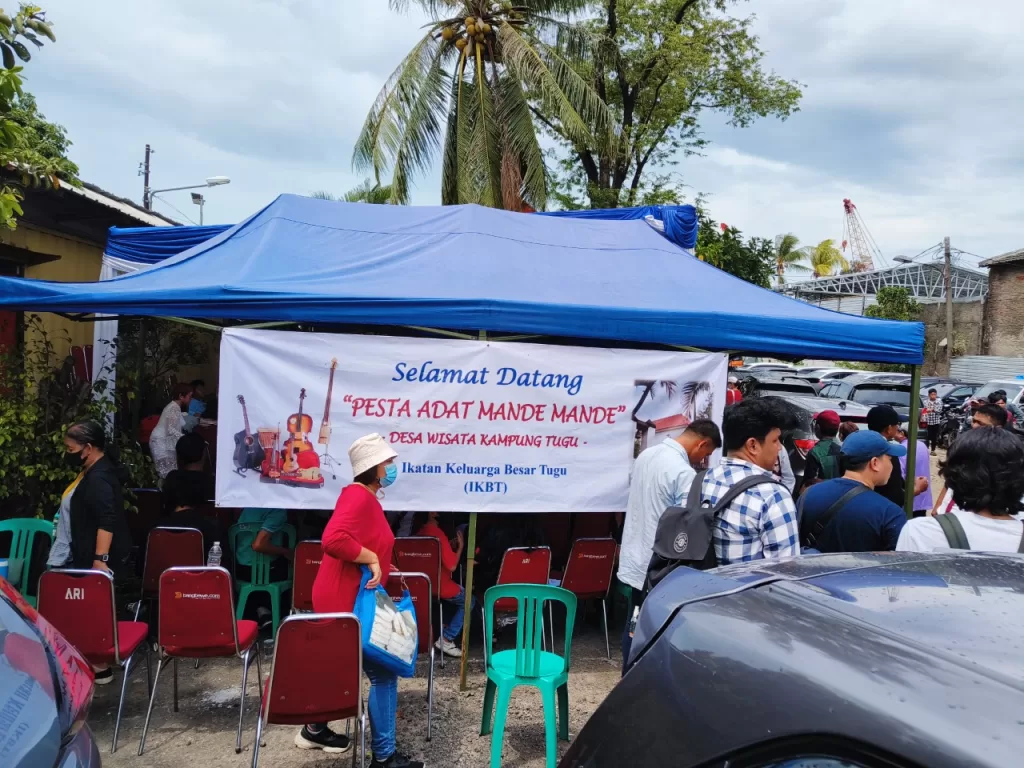 Selamat Datang
"PESTA ADAT MANDE MANDE"
- DESA WISATA KAMPUNG TUGU -
Ikatan Keluarga Besar Tugu
(IKBT)
ARI